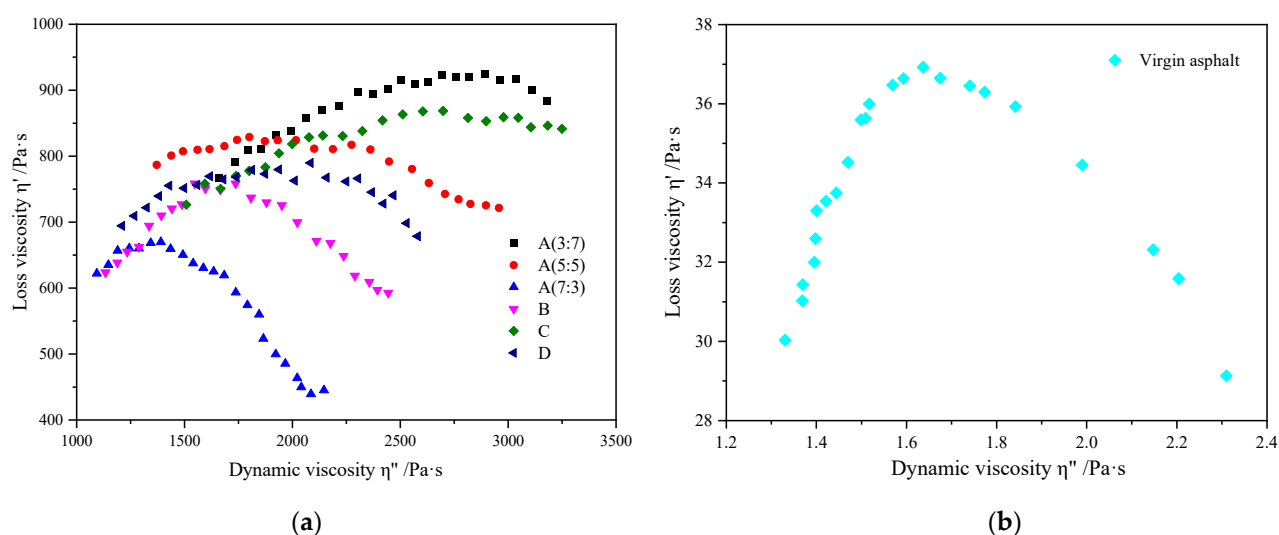 1000
900
800
700
600
500
400
Loss viscosity η' /Pa·s
A(3:7)
A(5:5)
A(7:3)
B
C
D
1000 1500 2000 2500 3000 3500
Dynamic viscosity η" /Pa·s
(a)
38
36
34
32
30
28
Loss viscosity η' /Pa·s
Virgin asphalt
1.2 1.4 1.6 1.8 2.0 2.2 2.4
Dynamic viscosity η" /Pa·s
(b)